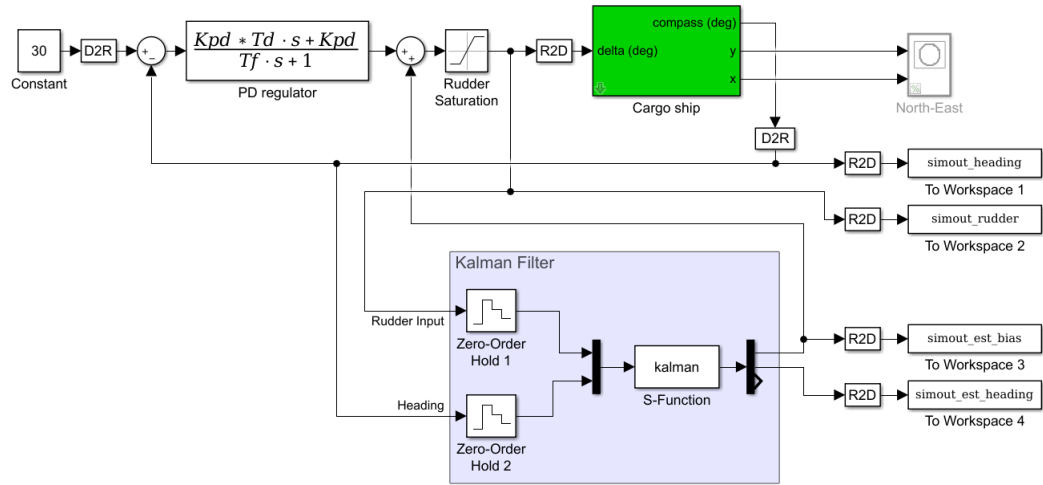 30
Constant
D2R
+
−
Kpd * Td · s + Kpd
Tf · s + 1
PD regulator
+
+
Rudder
Saturation
R2D
compass (deg)
delta (deg)
y
x
Cargo ship
North-East
D2R
R2D
simout_heading
To Workspace 1
R2D
simout_rudder
To Workspace 2
Kalman Filter
Rudder Input
Zero-Order
Hold 1
Heading
Zero-Order
Hold 2
kalman
S-Function
R2D
simout_est_bias
To Workspace 3
R2D
simout_est_heading
To Workspace 4